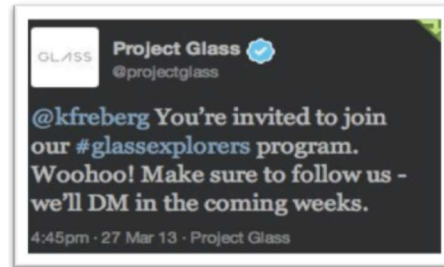 GLASS
Project Glass
@projectglass
@kfreberg You're invited to join
our #glassexplorers program.
Woohoo! Make sure to follow us -
we'll DM in the coming weeks.
4:45pm · 27 Mar 13 · Project Glass